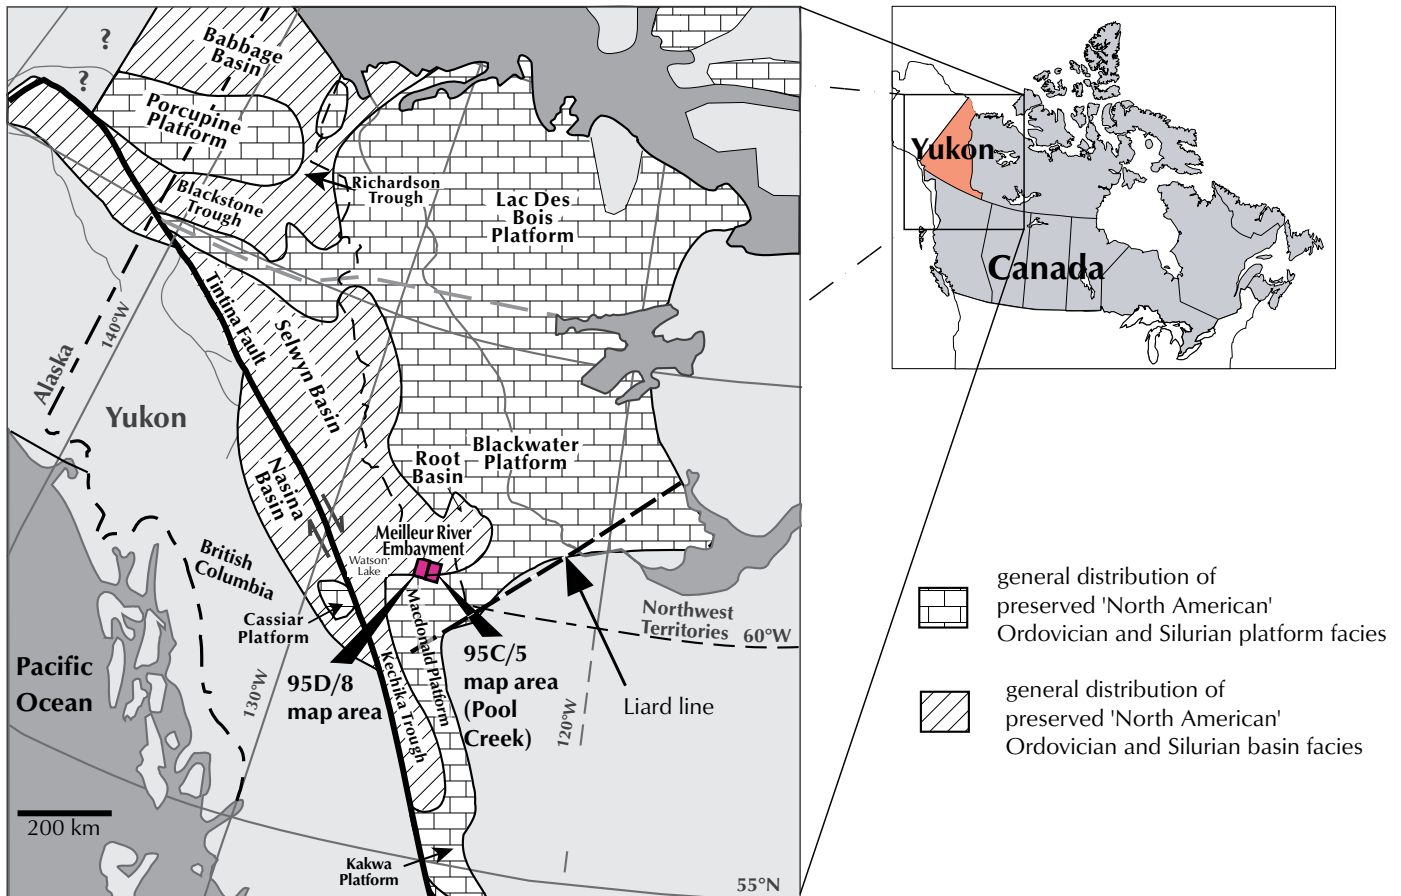 ?
?
Babbage
Basin
Porcupine
Platform
Blackstone
Trough
Richardson
Trough
Lac Des
Bois
Platform
Tintina Fault
Selwyn Basin
140°W
Alaska
Yukon
Nasina
Basin
Root
Basin
Blackwater
Platform
Meilleur River
Embayment
Watson
Lake
British
Columbia
Cassiar
Platform
Macdonald Platform
Kechika Trough
Northwest
Territories
60°W
95D/8
map area
95C/5
map area
(Pool
Creek)
Liard line
Pacific
Ocean
130°W
120°W
200 km
Kakwa
Platform
55°N
Yukon
Canada
general distribution of
preserved 'North American'
Ordovician and Silurian platform facies
general distribution of
preserved 'North American'
Ordovician and Silurian basin facies